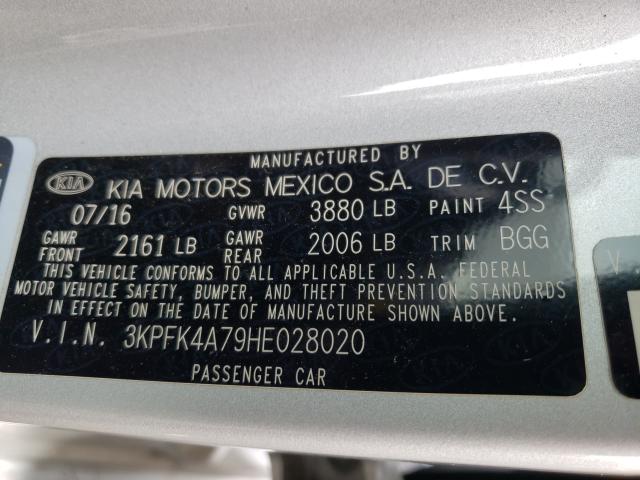 MANUFACTURED BY
KIA KIA MOTORS MEXICO S.A. DE C.V.
07/16 GVWR 3880 LB PAINT 4SS
GAWR FRONT 2161 LB GAWR REAR 2006 LB TRIM BGG
THIS VEHICLE CONFORMS TO ALL APPLICABLE U.S.A. FEDERAL
MOTOR VEHICLE SAFETY, BUMPER, AND THEFT PREVENTION STANDARDS
IN EFFECT ON THE DATE OF MANUFACTURE SHOWN ABOVE
V.I.N. 3KPFK4A79HE028020
PASSENGER CAR
V